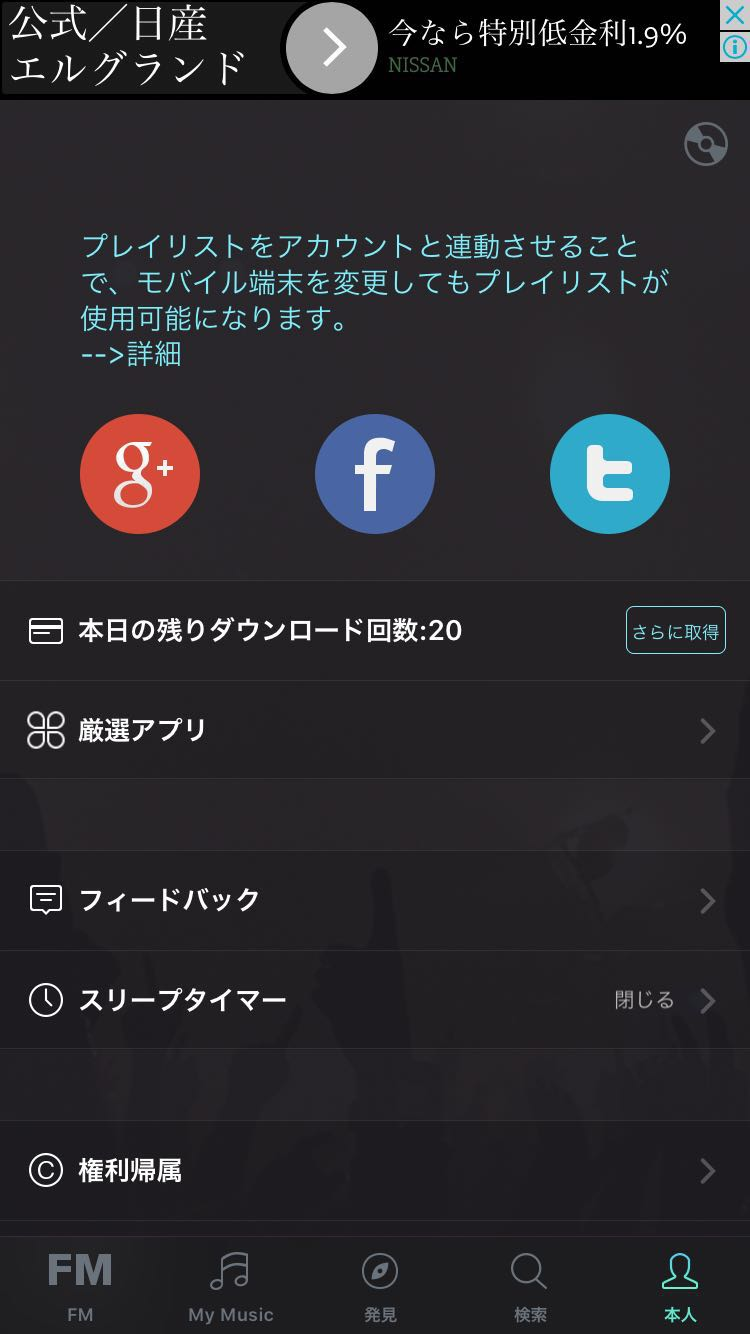 公式／日産
エルグランド
今なら特別低金利1.9%
NISSAN
プレイリストをアカウントと連動させること
で、モバイル端末を変更してもプレイリストが
使用可能になります。
-->詳細
g+
f
t
本日の残りダウンロード回数:20
さらに取得
厳選アプリ
フィードバック
スリープタイマー
閉じる
権利帰属
FM
FM
My Music
発見
検索
本人